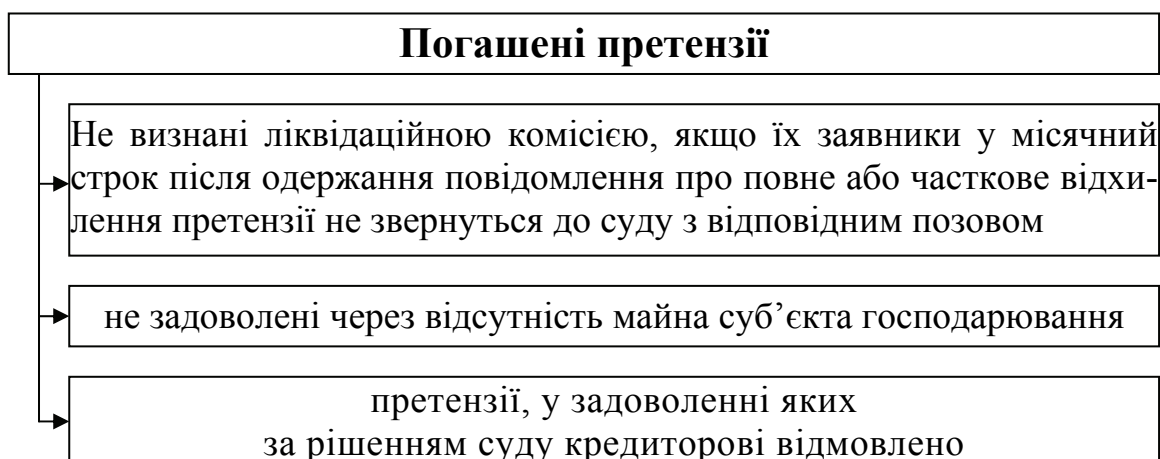 Погашені претензії
Не визнані ліквідаційною комісією, якщо їх заявники у місячний
строк після одержання повідомлення про повне або часткове відхи-
лення претензії не звернуться до суду з відповідним позовом
не задоволені через відсутність майна суб’єкта господарювання
претензії, у задоволенні яких
за рішенням суду кредиторові відмовлено